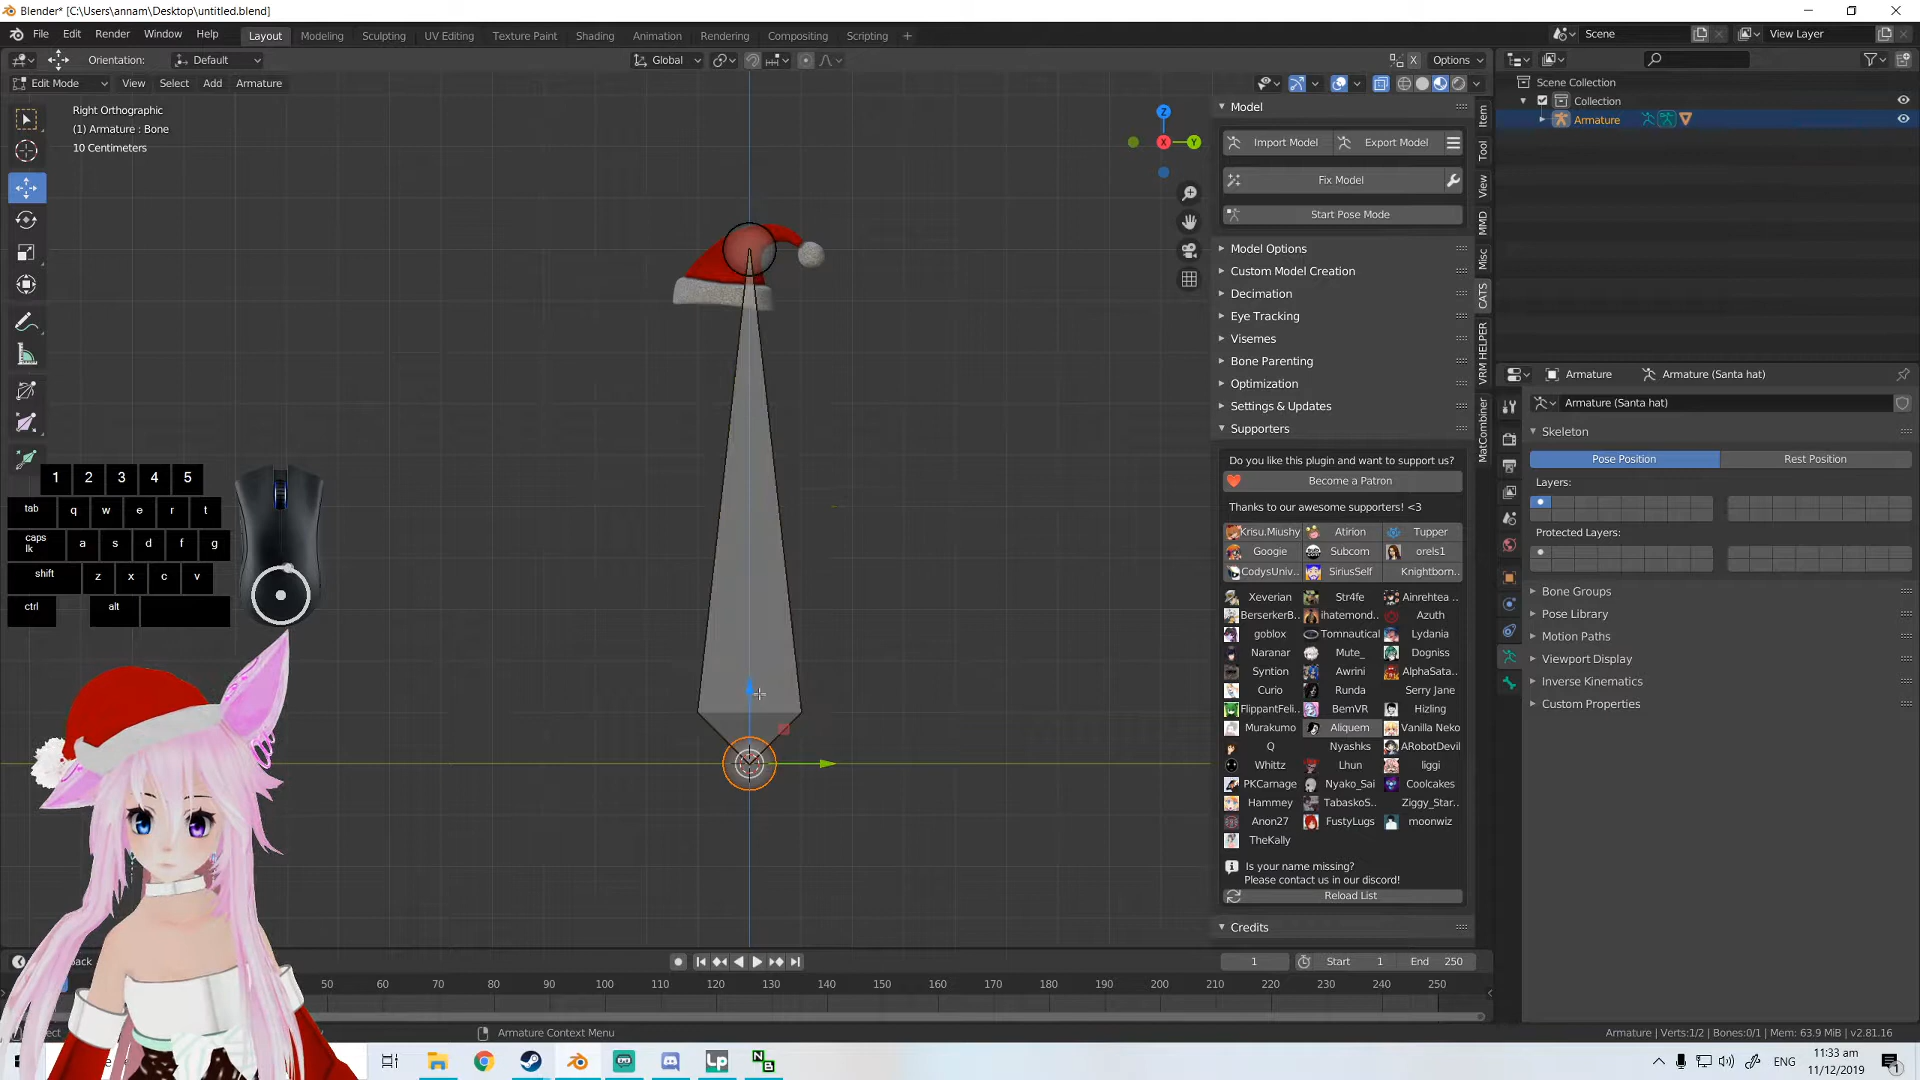 Blender* [C:\Users\annam\Desktop\untitled.blend]
File Edit Render Window Help Layout Modeling Sculpting UV Editing Texture Paint Shading Animation Rendering Compositing Scripting + Scene View Layer
Orientation: Default Global X Options
Edit Mode View Select Add Armature
Right Orthographic
(1) Armature : Bone
10 Centimeters
Z
X
Y
Model
Import Model Export Model
Fix Model
Start Pose Mode
Model Options
Custom Model Creation
Decimation
Eye Tracking
Visemes
Bone Parenting
Optimization
Settings & Updates
Supporters
Do you like this plugin and want to support us?
Become a Patron
Thanks to our awesome supporters! <3
Krisu.Miushy Atirion Tupper
Googie Subcom orels1
CodysUniv.. SiriusSelf Knightborn..
Xeverian Str4fe Ainrehtea ..
BerserkerB.. ihatemond.. Azuth
goblox Tomnautical Lydania
Naranar Mute_ Dogniss
Syntion Awrini AlphaSata..
Curio Runda Serry Jane
FlippantFeli.. BemVR Hizling
Murakumo Aliquem Vanilla Neko
Q Nyashks ARobotDevil
Whittz Lhun liggi
PKCarnage Nyako_Sai Coolcakes
Hammey TabaskoS.. Ziggy_Star..
Anon27 FustyLugs moonwiz
TheKally
Is your name missing?
Please contact us in our discord!
Reload List
Credits
Item
Tool
View
MMD
Misc
CATS
VRM HELPER
MatCombiner
Scene Collection
Collection
Armature
Armature Armature (Santa hat)
Armature (Santa hat)
Skeleton
Pose Position Rest Position
Layers:
Protected Layers:
Bone Groups
Pose Library
Motion Paths
Viewport Display
Inverse Kinematics
Custom Properties
1 2 3 4 5
tab q w e r t
caps lk a s d f g
shift z x c v
ctrl alt
back
1 Start 1 End 250
50 60 70 80 90 100 110 120 130 140 150 160 170 180 190 200 210 220 230 240 250
Armature Context Menu
Armature | Verts:1/2 | Bones:0/1 | Mem: 63.9 MiB | v2.81.16
ENG
11:33 am
11/12/2019